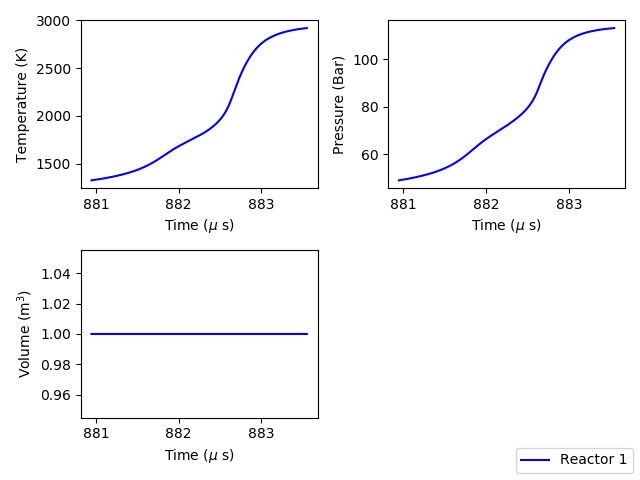 Temperature (K)
3000
2500
2000
1500
881 882 883
Time (μ s)
Pressure (Bar)
100
80
60
881 882 883
Time (μ s)
Volume (m³)
1.04
1.02
1.00
0.98
0.96
881 882 883
Time (μ s)
Reactor 1